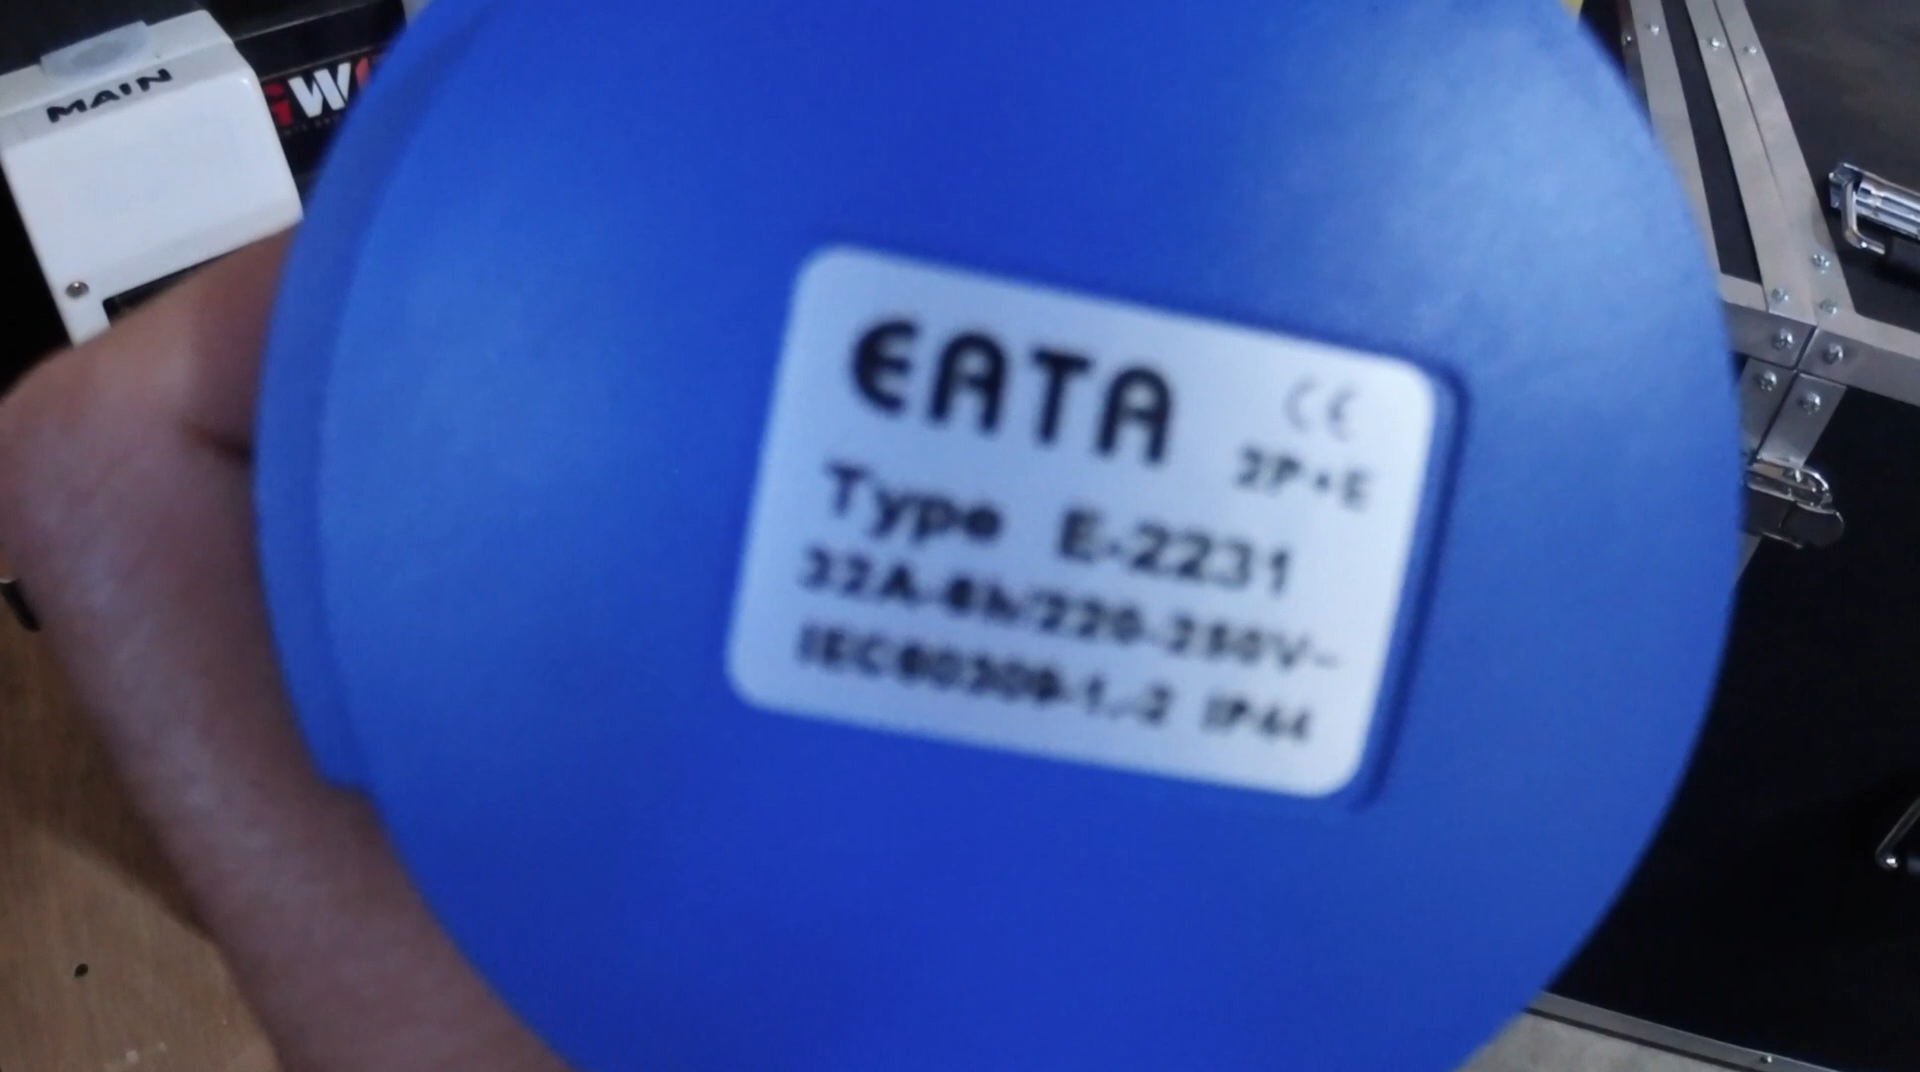 MAIN
EATA CE
2P+E
Type E-2231
32A-6h/220-250V~
IEC60309-1,-2 IP44